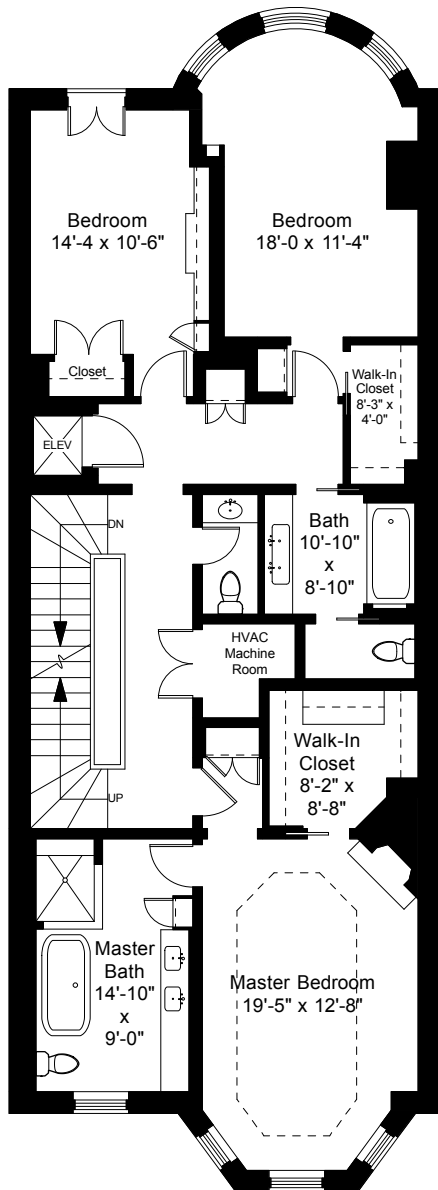 Bedroom
14'-4 x 10'-6"
Bedroom
18'-0 x 11'-4"
Closet
Walk-In
Closet
8'-3" x
4'-0"
ELEV
DN
Bath
10'-10"
x
8'-10"
HVAC
Machine
Room
Walk-In
Closet
8'-2" x
8'-8"
UP
Master
Bath
14'-10"
x
9'-0"
Master Bedroom
19'-5" x 12'-8"